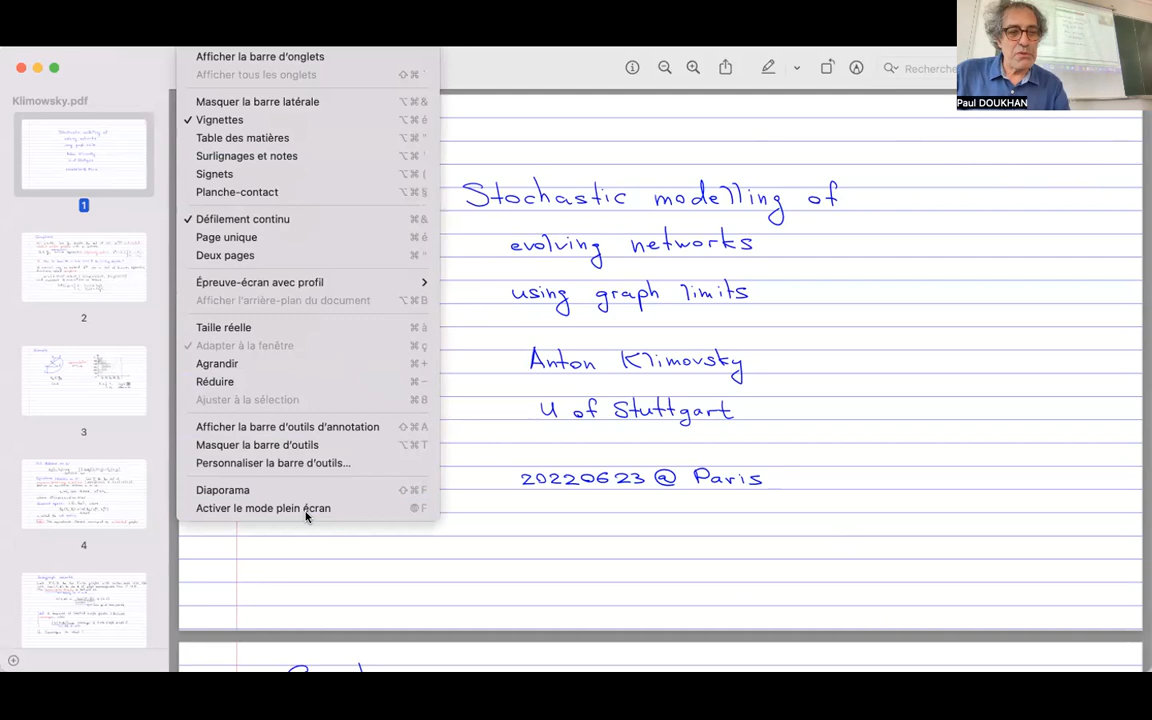 Afficher la barre d'onglets
Afficher tous les onglets ⇧⌘`
Masquer la barre latérale ⌥⌘&
✓ Vignettes ⌥⌘é
Table des matières ⌥⌘"
Surlignages et notes ⌥⌘'
Signets ⌥⌘(
Planche-contact ⌥⌘§
✓ Défilement continu ⌘&
Page unique ⌘é
Deux pages ⌘"
Épreuve-écran avec profil >
Afficher l'arrière-plan du document ⌥⌘B
Taille réelle ⌘à
✓ Adapter à la fenêtre ⌘ç
Agrandir ⌘+
Réduire ⌘−
Ajuster à la sélection ⌘8
Afficher la barre d'outils d'annotation ⇧⌘A
Masquer la barre d'outils ⌥⌘T
Personnaliser la barre d'outils...
Diaporama ⇧⌘F
Activer le mode plein écran F
Klimowsky.pdf
1
2
3
4
Recherche
Paul DOUKHAN
Stochastic modelling of
evolving networks
using graph limits
Anton Klimovsky
U of Stuttgart
20220623 @ Paris